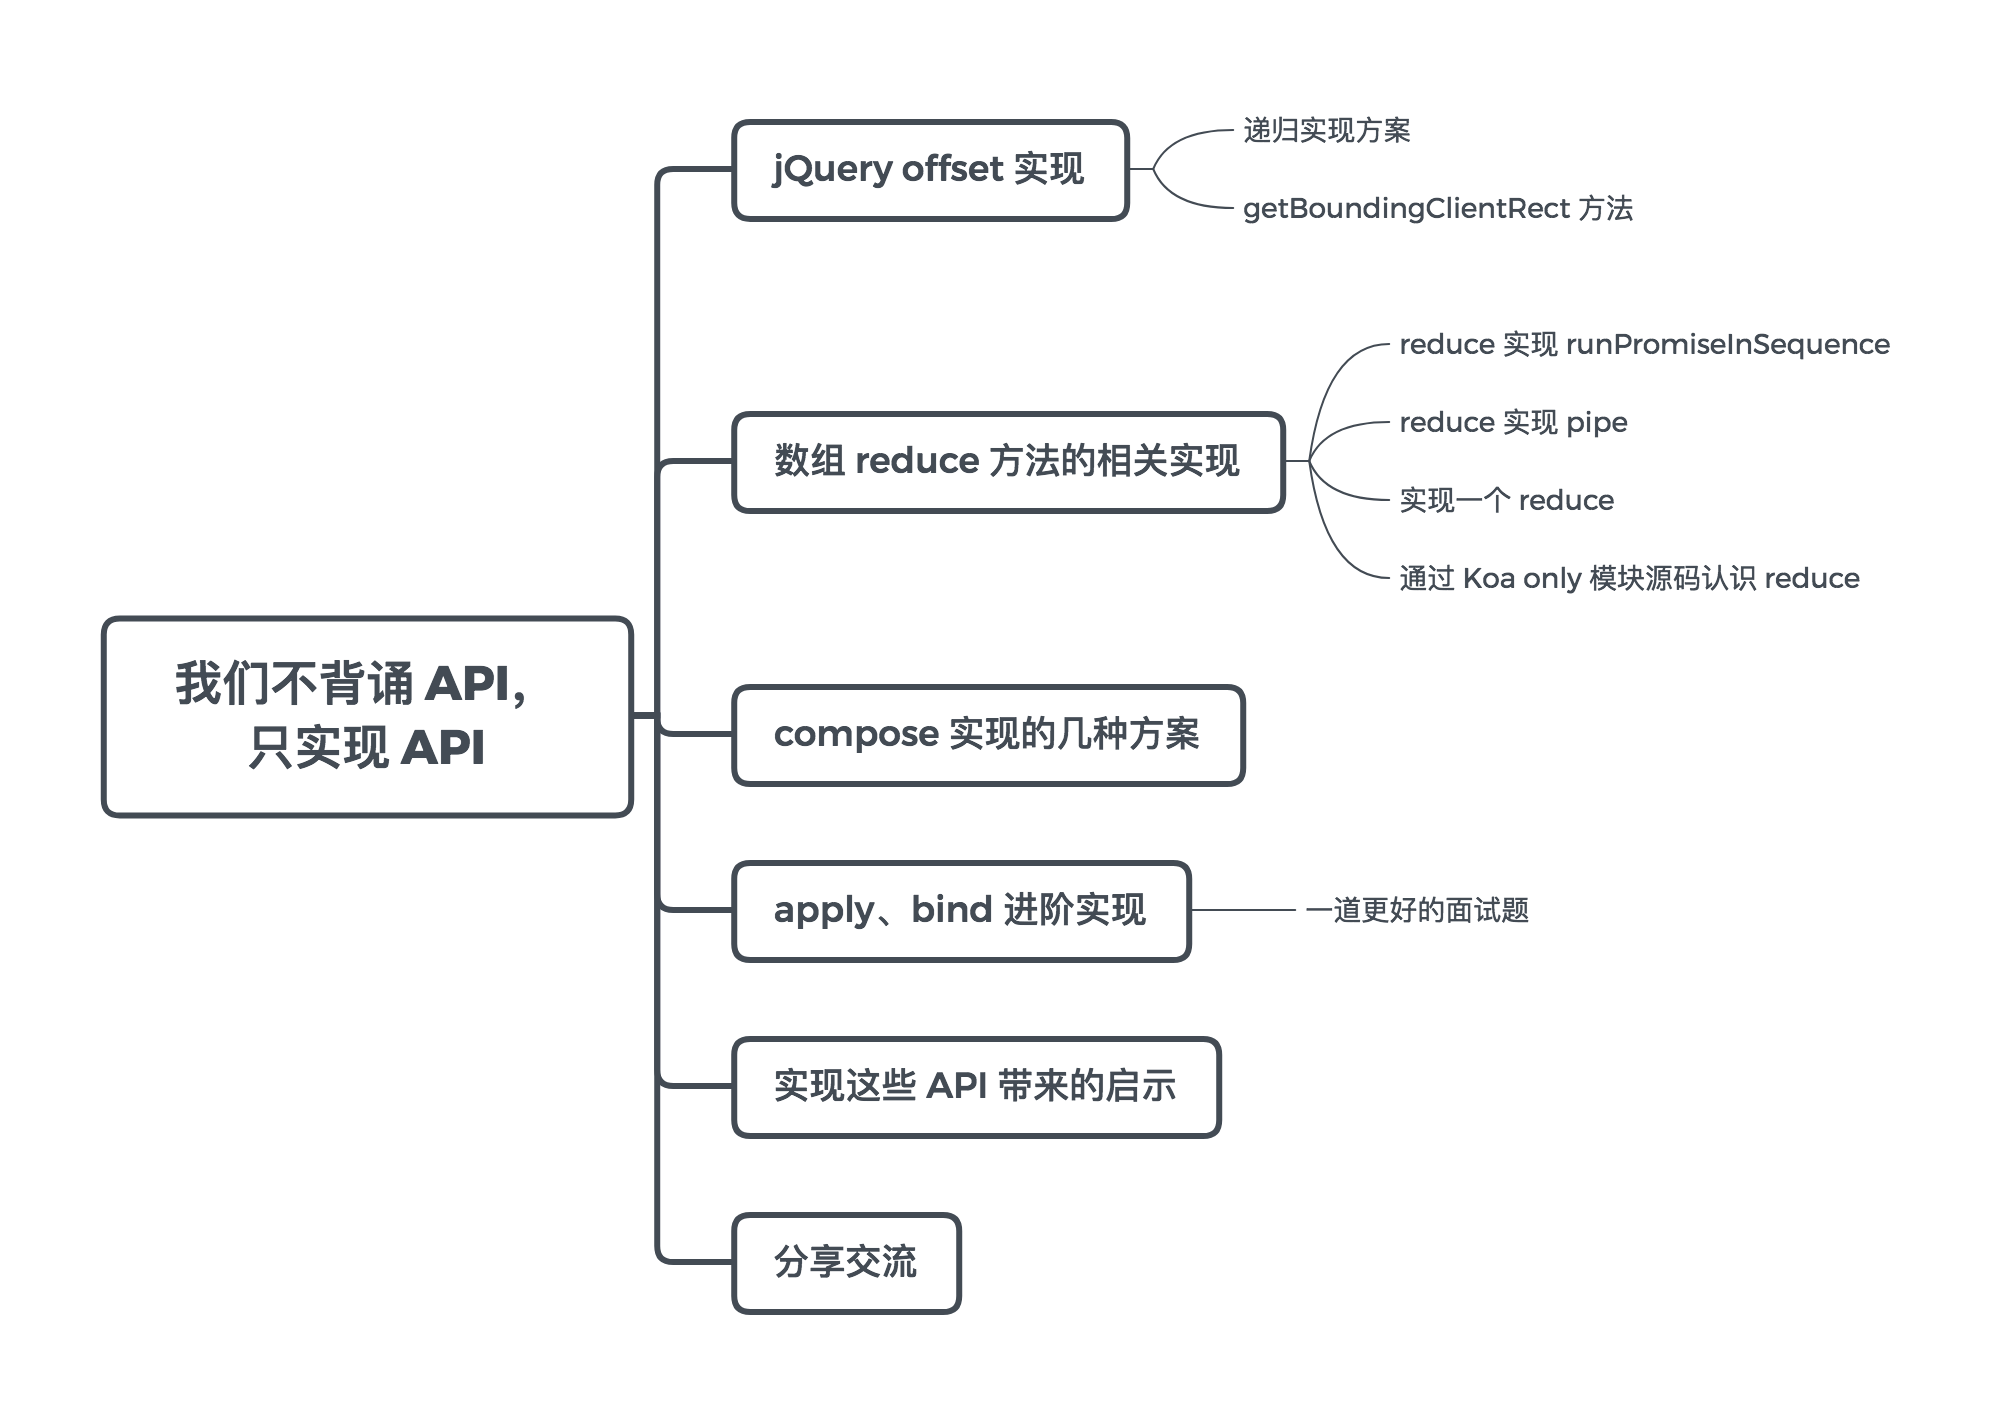 我们不背诵 API，
只实现 API
jQuery offset 实现
递归实现方案
getBoundingClientRect 方法
数组 reduce 方法的相关实现
reduce 实现 runPromiseInSequence
reduce 实现 pipe
实现一个 reduce
通过 Koa only 模块源码认识 reduce
compose 实现的几种方案
apply、bind 进阶实现
一道更好的面试题
实现这些 API 带来的启示
分享交流